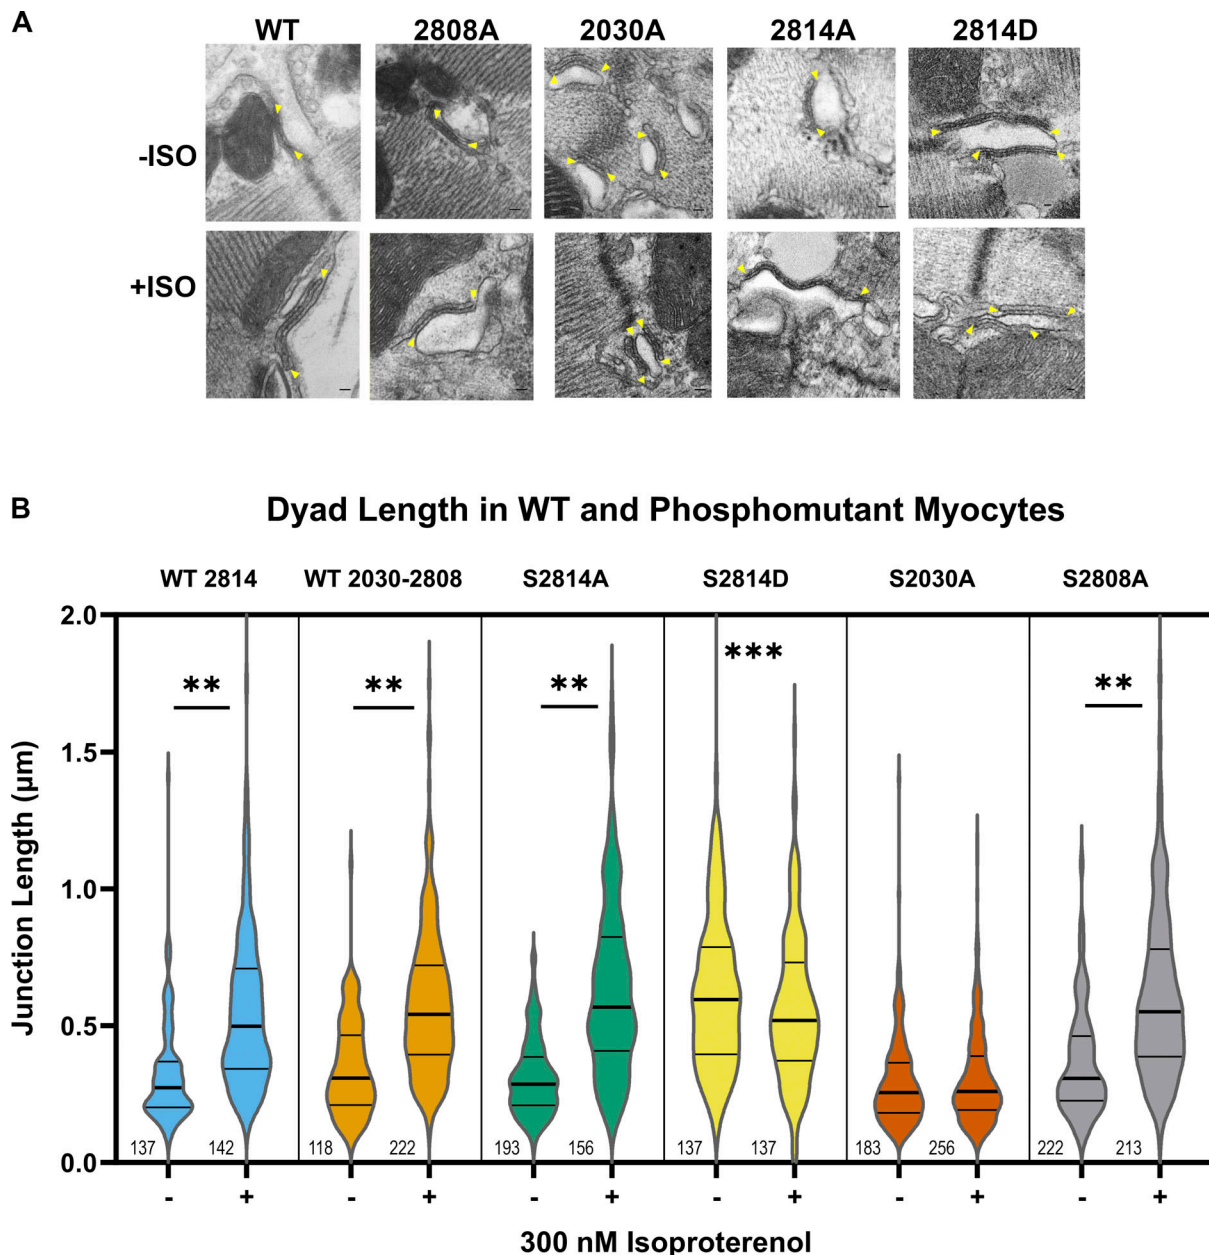 A
WT 2808A 2030A 2814A 2814D
-ISO
+ISO
B
Dyad Length in WT and Phosphomutant Myocytes
WT 2814 WT 2030-2808 S2814A S2814D S2030A S2808A
2.0
** ** ** *** **
1.5
Junction Length (μm)
1.0
0.5
137 142 118 222 193 156 137 137 183 256 222 213
0.0
- + - + - + - + - + - +
300 nM Isoproterenol